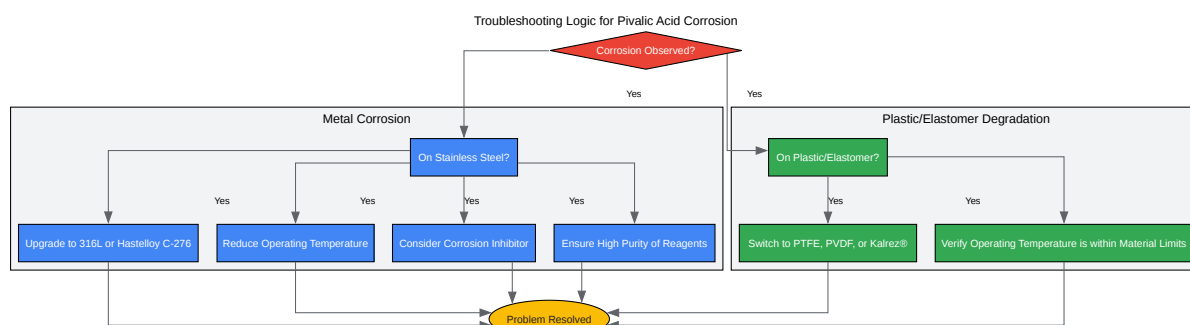 Troubleshooting Logic for Pivalic Acid Corrosion
Corrosion Observed?
Yes
Yes
Metal Corrosion
Plastic/Elastomer Degradation
On Stainless Steel?
On Plastic/Elastomer?
Yes
Yes
Yes
Yes
Yes
Yes
Upgrade to 316L or Hastelloy C-276
Reduce Operating Temperature
Consider Corrosion Inhibitor
Ensure High Purity of Reagents
Switch to PTFE, PVDF, or Kalrez®
Verify Operating Temperature is within Material Limits
Problem Resolved